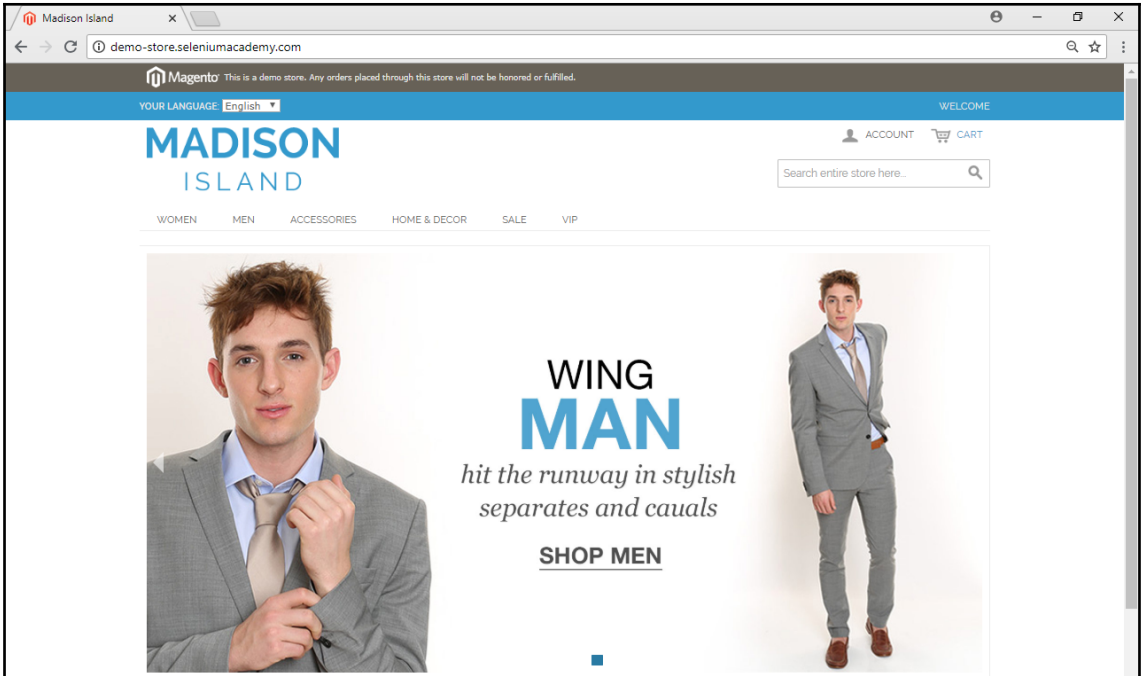 Madison Island
demo-store.seleniumacademy.com
Magento This is a demo store. Any orders placed through this store will not be honored or fulfilled.
YOUR LANGUAGE: English WELCOME
MADISON
ISLAND
ACCOUNT CART
Search entire store here...
WOMEN MEN ACCESSORIES HOME & DECOR SALE VIP
WING
MAN
hit the runway in stylish
separates and cauals
SHOP MEN